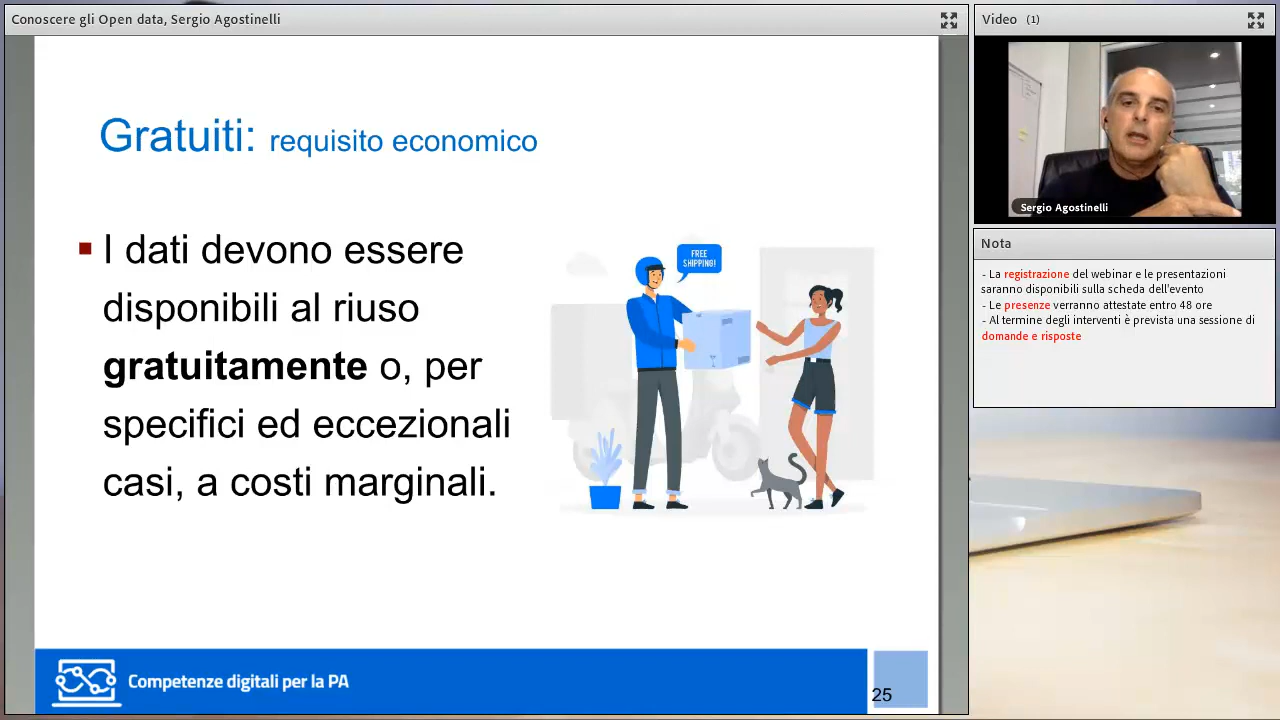 Conoscere gli Open data, Sergio Agostinelli
Gratuiti: requisito economico
I dati devono essere
disponibili al riuso
gratuitamente o, per
specifici ed eccezionali
casi, a costi marginali.
FREE
SHIPPING!
Competenze digitali per la PA
25
Video (1)
Sergio Agostinelli
Nota
- La registrazione del webinar e le presentazioni
saranno disponibili sulla scheda dell'evento
- Le presenze verranno attestate entro 48 ore
- Al termine degli interventi è prevista una sessione di
domande e risposte